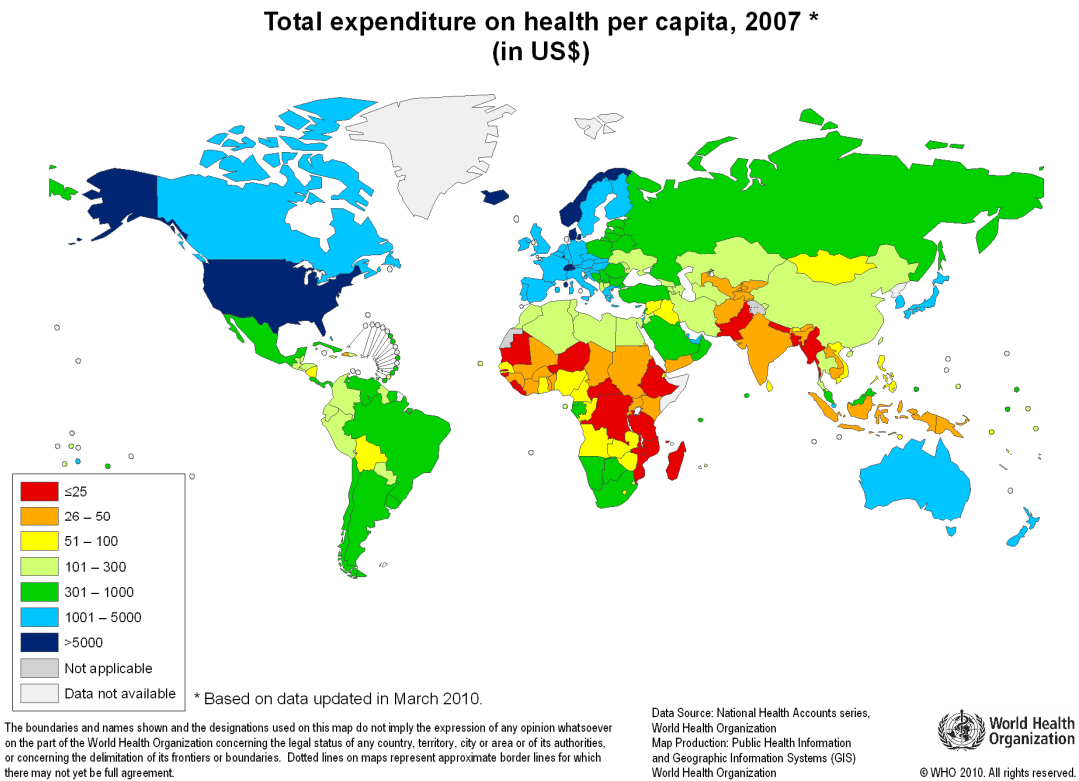 Total expenditure on health per capita, 2007 *
(in US$)
≤25
26 – 50
51 – 100
101 – 300
301 – 1000
1001 – 5000
>5000
Not applicable
Data not available
* Based on data updated in March 2010.
The boundaries and names shown and the designations used on this map do not imply the expression of any opinion whatsoever
on the part of the World Health Organization concerning the legal status of any country, territory, city or area or of its authorities,
or concerning the delimitation of its frontiers or boundaries. Dotted lines on maps represent approximate border lines for which
there may not yet be full agreement.
Data Source: National Health Accounts series,
World Health Organization
Map Production: Public Health Information
and Geographic Information Systems (GIS)
World Health Organization
World Health
Organization
© WHO 2010. All rights reserved.